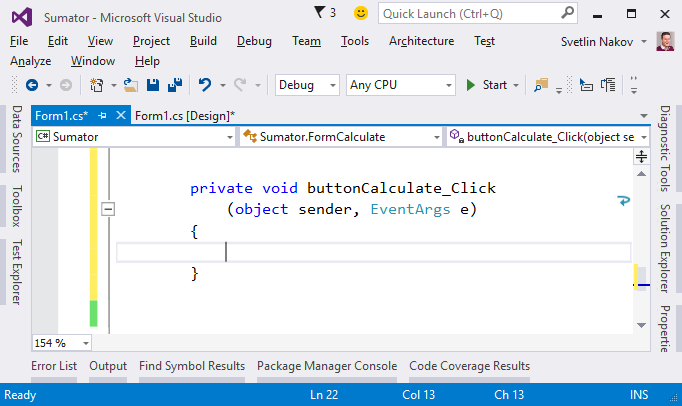 Sumator - Microsoft Visual Studio
3
Quick Launch (Ctrl+Q)
File Edit View Project Build Debug Team Tools Architecture Test Svetlin Nakov
Analyze Window Help
Debug Any CPU Start
Form1.cs* Form1.cs [Design]*
C# Sumator Sumator.FormCalculate buttonCalculate_Click(object se
Data Sources
Toolbox
Test Explorer
private void buttonCalculate_Click
(object sender, EventArgs e)
{
}
Diagnostic Tools
Solution Explorer
Propertie
154 %
Error List Output Find Symbol Results Package Manager Console Code Coverage Results
Ready Ln 22 Col 13 Ch 13 INS